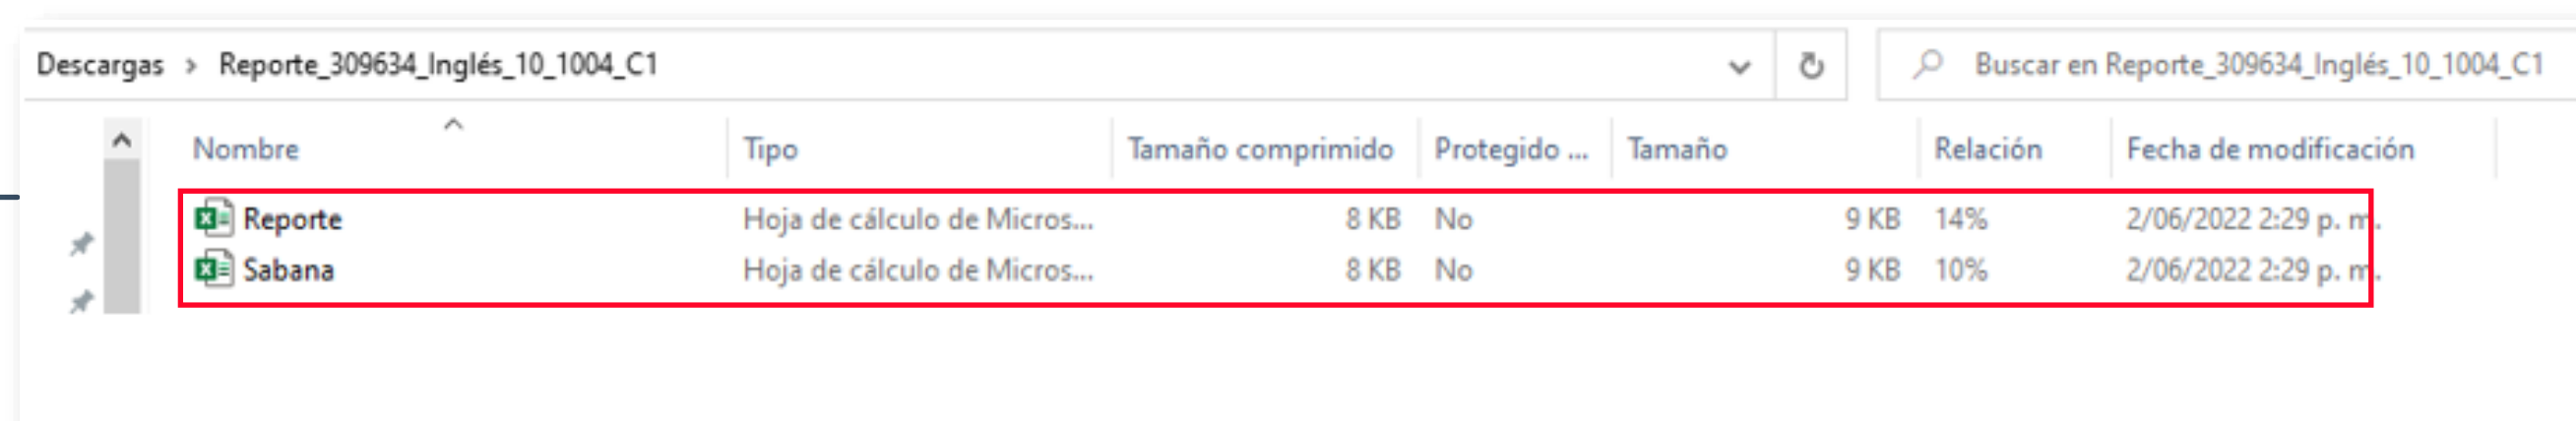 Descargas › Reporte_309634_Inglés_10_1004_C1 Buscar en Reporte_309634_Inglés_10_1004_C1
Nombre Tipo Tamaño comprimido Protegido ... Tamaño Relación Fecha de modificación
Reporte Hoja de cálculo de Micros... 8 KB No 9 KB 14% 2/06/2022 2:29 p. m.
Sabana Hoja de cálculo de Micros... 8 KB No 9 KB 10% 2/06/2022 2:29 p. m.